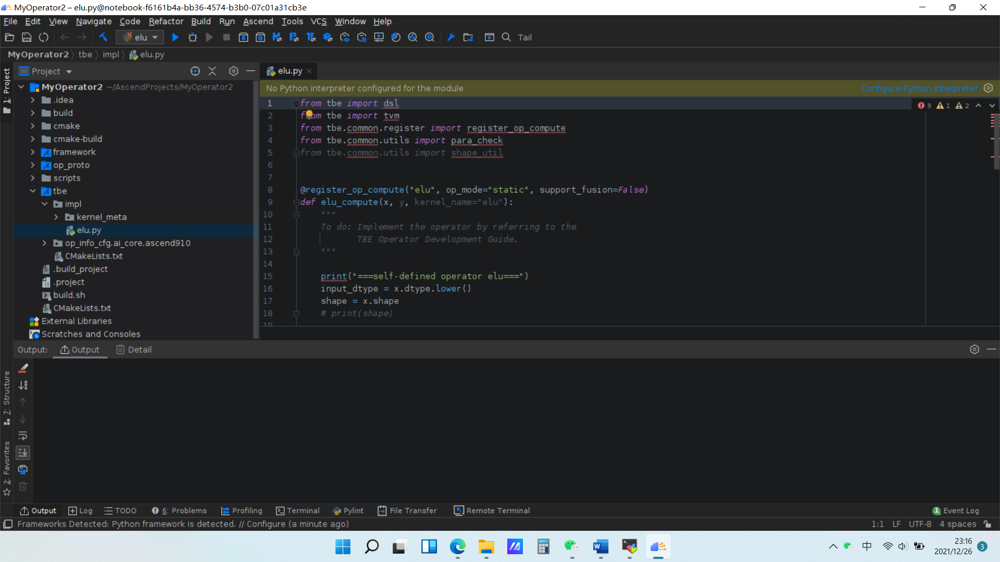 MyOperator2 – elu.py@notebook-f6161b4a-bb36-4574-b3b0-07c01a31cb3e
File Edit View Navigate Code Refactor Build Run Ascend Tools VCS Window Help
elu Tail
MyOperator2 tbe impl elu.py
1: Project
Project
elu.py
MyOperator2 ~/AscendProjects/MyOperator2
.idea
build
cmake
cmake-build
framework
op_proto
scripts
tbe
impl
kernel_meta
elu.py
op_info_cfg.ai_core.ascend910
CMakeLists.txt
.build_project
.project
build.sh
CMakeLists.txt
External Libraries
Scratches and Consoles
No Python interpreter configured for the module Configure Python interpreter
9 1 2
1 from tbe import dsl
2 from tbe import tvm
3 from tbe.common.register import register_op_compute
4 from tbe.common.utils import para_check
5 from tbe.common.utils import shape_util
6
7
8 @register_op_compute("elu", op_mode="static", support_fusion=False)
9 def elu_compute(x, y, kernel_name="elu"):
10 """
11 To do: Implement the operator by referring to the
12 TBE Operator Development Guide.
13 """
14
15 print("===self-defined operator elu===")
16 input_dtype = x.dtype.lower()
17 shape = x.shape
18 # print(shape)
19
Output: Output Detail
7: Structure
2: Favorites
Output Log TODO 6: Problems Profiling Terminal Pylint File Transfer Remote Terminal 1 Event Log
Frameworks Detected: Python framework is detected. // Configure (a minute ago) 1:1 LF UTF-8 4 spaces
中 23:16
2021/12/26 3